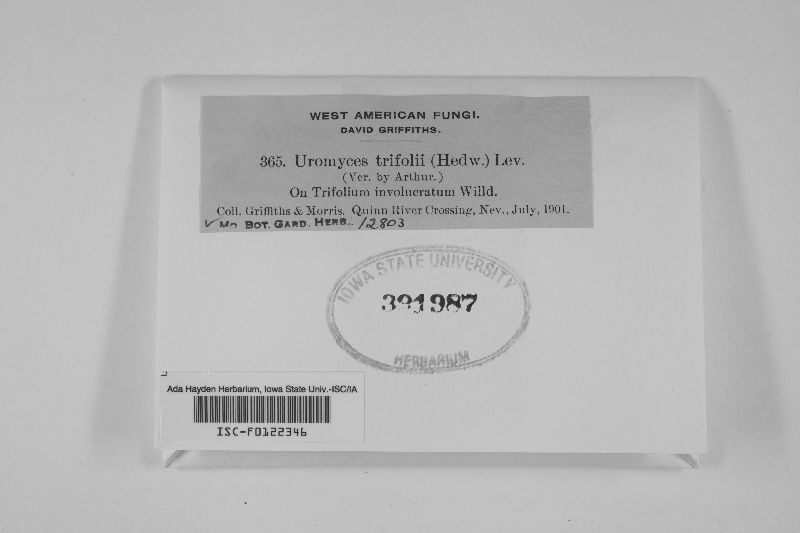 WEST AMERICAN FUNGI.
DAVID GRIFFITHS.
365. Uromyces trifolii (Hedw.) Lev.
(Ver. by Arthur.)
On Trifolium involucratum Willd.
Coll. Griffiths & Morris. Quinn River Crossing, Nev., July, 1901.
✓ Mo. BOT. GARD. HERB. 12803
IOWA STATE UNIVERSITY
391987
HERBARIUM
Ada Hayden Herbarium, Iowa State Univ.-ISC/IA
ISC-F0122346